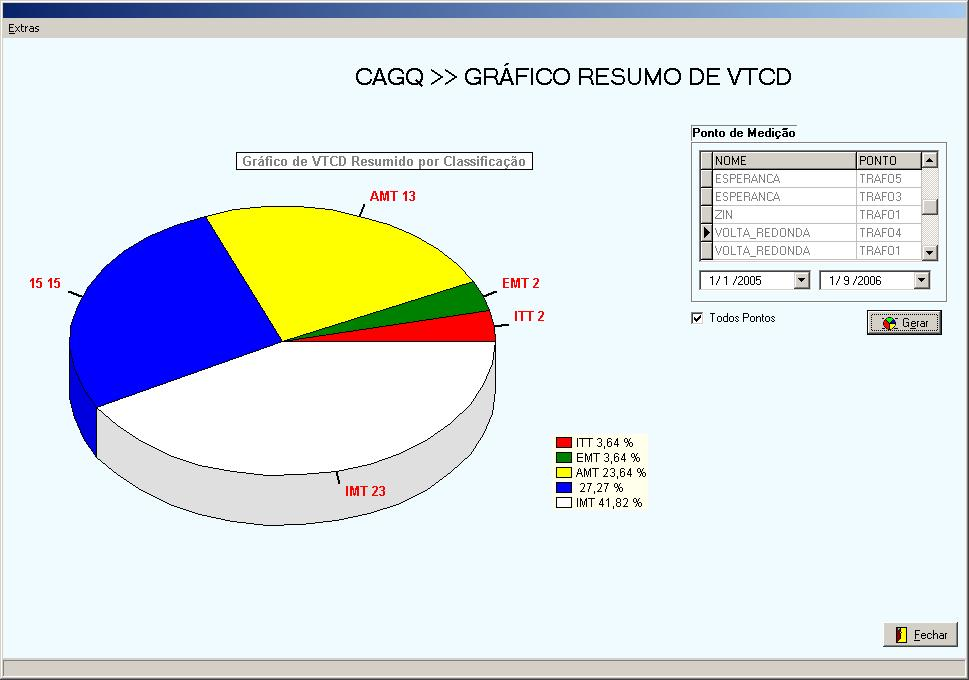 Extras
CAGQ >> GRÁFICO RESUMO DE VTCD
Gráfico de VTCD Resumido por Classificação
AMT 13
15 15
EMT 2
ITT 2
IMT 23
ITT 3,64 %
EMT 3,64 %
AMT 23,64 %
27,27 %
IMT 41,82 %
Ponto de Medição
NOME PONTO
ESPERANCA TRAFO5
ESPERANCA TRAFO3
ZIN TRAFO1
VOLTA_REDONDA TRAFO4
VOLTA_REDONDA TRAFO1
1/ 1 /2005 1/ 9 /2006
Todos Pontos
Gerar
Fechar